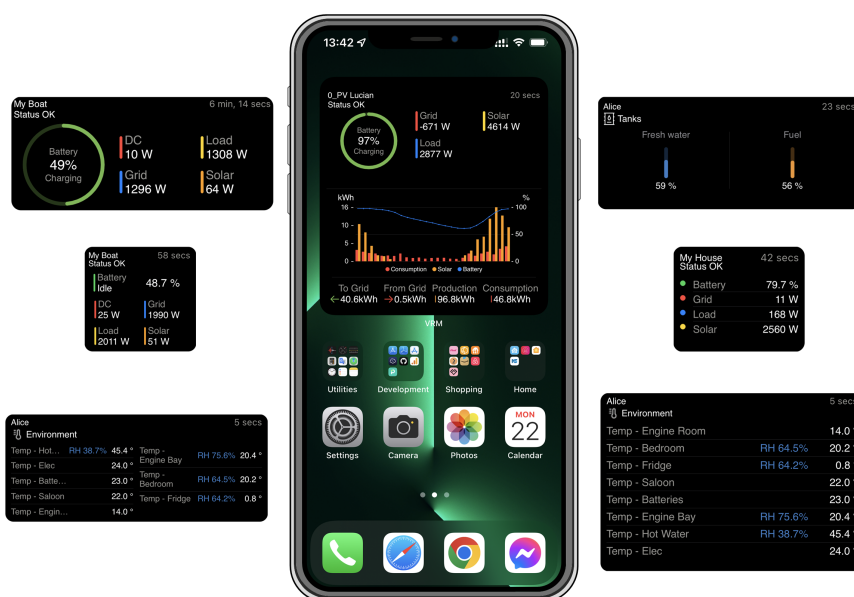 My Boat 6 min, 14 secs
Status OK
Battery
49%
Charging
DC
10 W
Load
1308 W
Grid
1296 W
Solar
64 W
My Boat 58 secs
Status OK
Battery
Idle
48.7 %
DC
25 W
Grid
1990 W
Load
2011 W
Solar
51 W
Alice 5 secs
Environment
Temp - Hot... RH 38.7% 45.4 °
Temp - Elec 24.0 °
Temp - Batte... 23.0 °
Temp - Saloon 22.0 °
Temp - Engin... 14.0 °
Temp - Engine Bay RH 75.6% 20.4 °
Temp - Bedroom RH 64.5% 20.2 °
Temp - Fridge RH 64.2% 0.8 °
13:42
0_PV Lucian 20 secs
Status OK
Battery
97%
Charging
Grid
-671 W
Solar
4614 W
Load
2877 W
kWh %
16 - - 100
10 - - 50
5 -
0 - - 0
Consumption Solar Battery
To Grid From Grid Production Consumption
←40.6kWh →0.5kWh 96.8kWh 46.8kWh
VRM
Utilities Development Shopping Home
MON
22
Settings Camera Photos Calendar
Alice 23 secs
Tanks
Fresh water Fuel
59 % 56 %
My House 42 secs
Status OK
Battery 79.7 %
Grid 11 W
Load 168 W
Solar 2560 W
Alice 5 secs
Environment
Temp - Engine Room 14.0 °
Temp - Bedroom RH 64.5% 20.2 °
Temp - Fridge RH 64.2% 0.8 °
Temp - Saloon 22.0 °
Temp - Batteries 23.0 °
Temp - Engine Bay RH 75.6% 20.4 °
Temp - Hot Water RH 38.7% 45.4 °
Temp - Elec 24.0 °